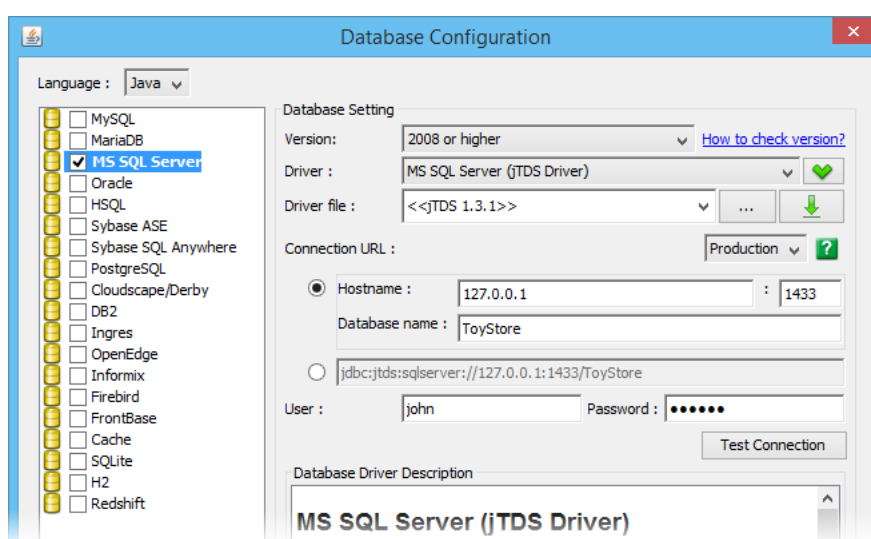 Database Configuration
Language : Java
MySQL
MariaDB
MS SQL Server
Oracle
HSQL
Sybase ASE
Sybase SQL Anywhere
PostgreSQL
Cloudscape/Derby
DB2
Ingres
OpenEdge
Informix
Firebird
FrontBase
Cache
SQLite
H2
Redshift
Database Setting
Version: 2008 or higher How to check version?
Driver : MS SQL Server (jTDS Driver)
Driver file : <<jTDS 1.3.1>> ...
Connection URL : Production ?
Hostname : 127.0.0.1 : 1433
Database name : ToyStore
jdbc:jtds:sqlserver://127.0.0.1:1433/ToyStore
User : john Password : ●●●●●●
Test Connection
Database Driver Description
MS SQL Server (jTDS Driver)